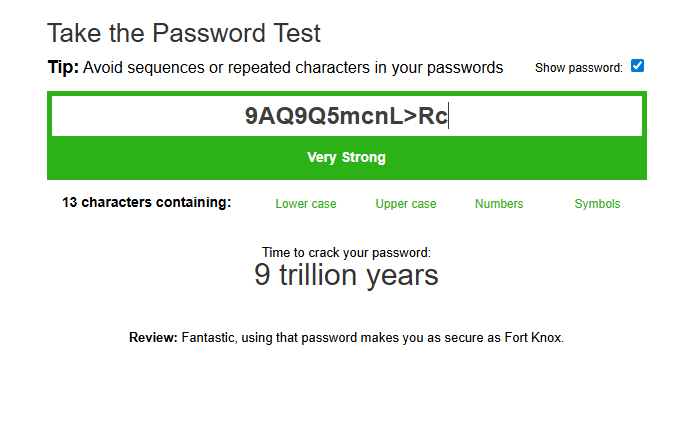 Take the Password Test
Tip: Avoid sequences or repeated characters in your passwords Show password:
9AQ9Q5mcnL>Rc
Very Strong
13 characters containing: Lower case Upper case Numbers Symbols
Time to crack your password:
9 trillion years
Review: Fantastic, using that password makes you as secure as Fort Knox.